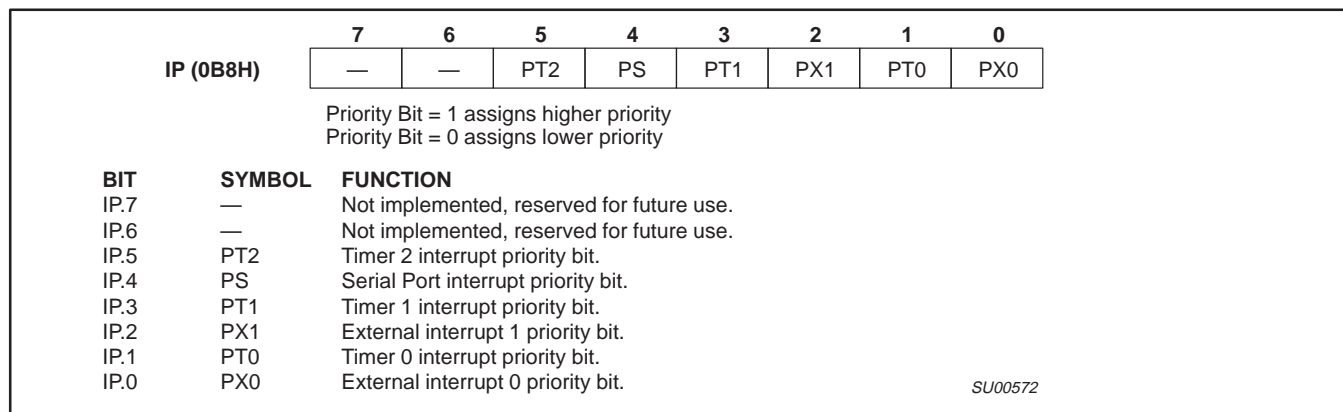 7 6 5 4 3 2 1 0
IP (0B8H) — — PT2 PS PT1 PX1 PT0 PX0
Priority Bit = 1 assigns higher priority
Priority Bit = 0 assigns lower priority
BIT SYMBOL FUNCTION
IP.7 — Not implemented, reserved for future use.
IP.6 — Not implemented, reserved for future use.
IP.5 PT2 Timer 2 interrupt priority bit.
IP.4 PS Serial Port interrupt priority bit.
IP.3 PT1 Timer 1 interrupt priority bit.
IP.2 PX1 External interrupt 1 priority bit.
IP.1 PT0 Timer 0 interrupt priority bit.
IP.0 PX0 External interrupt 0 priority bit.
SU00572